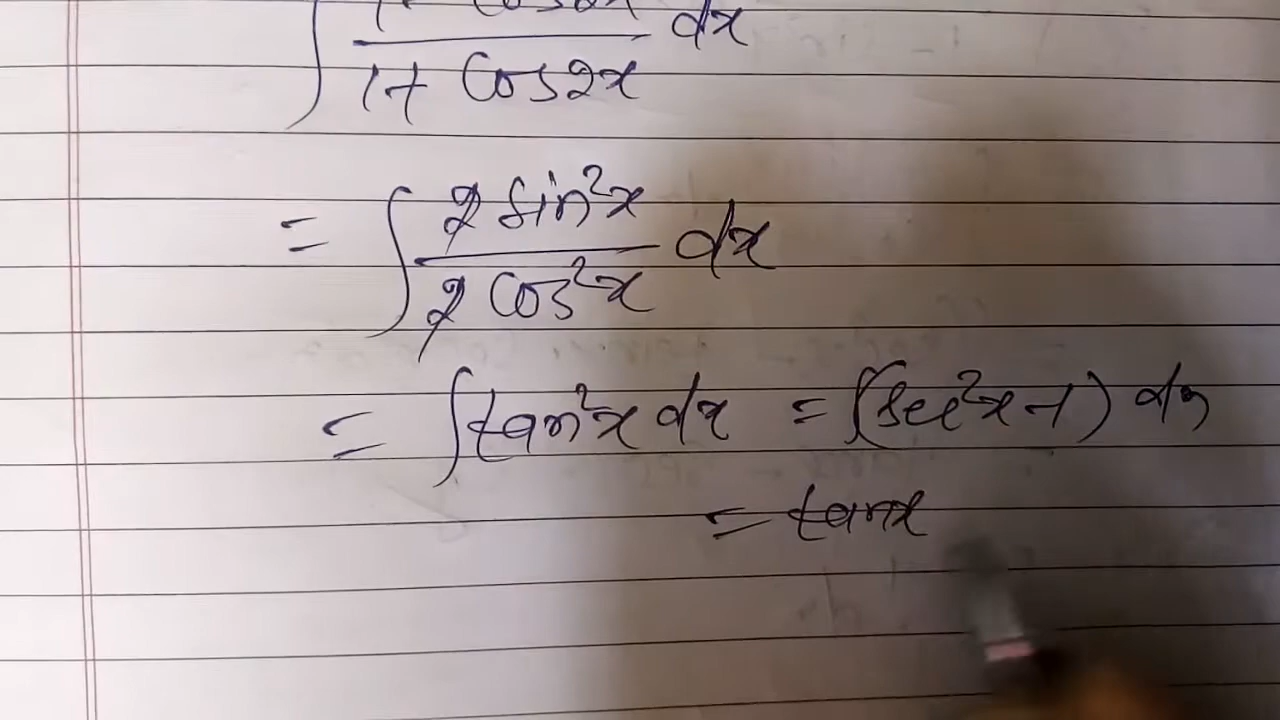 ∫ 1 - cos2x / 1 + cos2x dx
= ∫ 2 sin²x / 2 cos²x dx
= ∫ tan²x dx = ∫(sec²x - 1) dx
= tanx